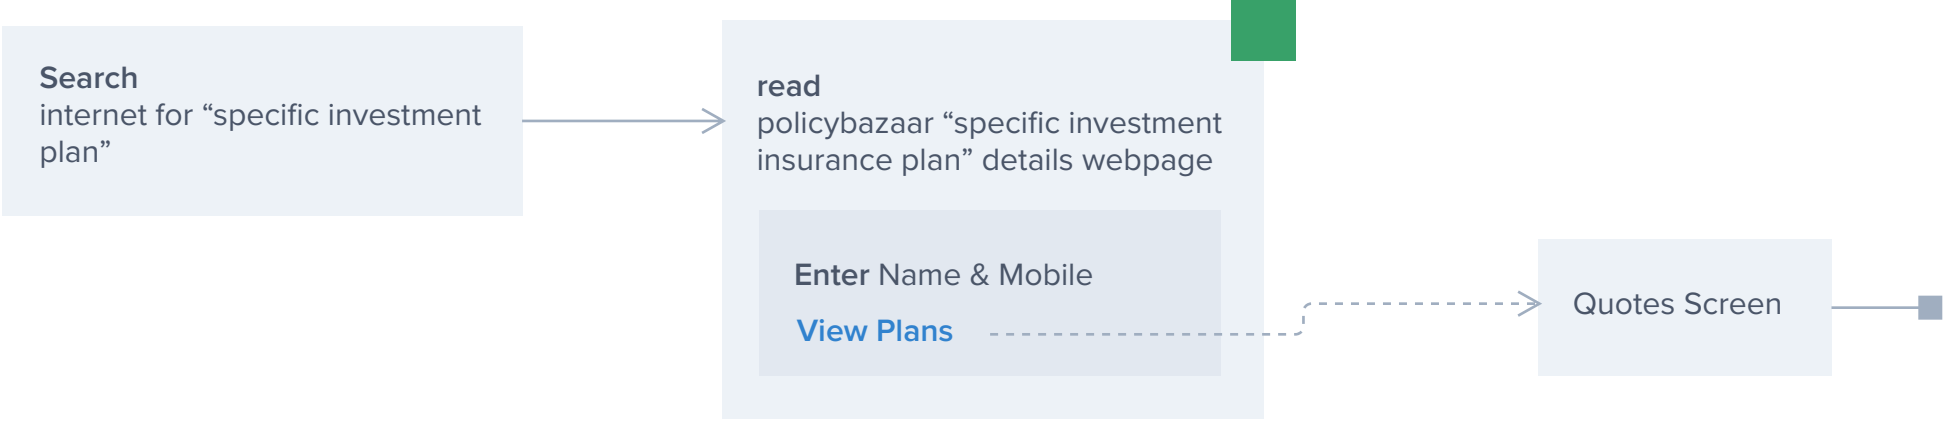 Search
internet for “specific investment
plan”
read
policybazaar “specific investment
insurance plan” details webpage
Enter Name & Mobile
View Plans
Quotes Screen